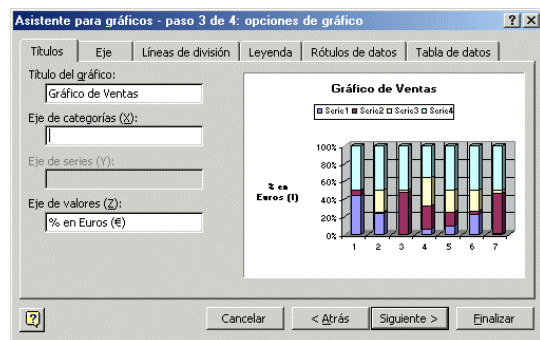 Asistente para gráficos - paso 3 de 4: opciones de gráfico
Títulos Eje Líneas de división Leyenda Rótulos de datos Tabla de datos
Título del gráfico:
Gráfico de Ventas
Eje de categorías (X):
Eje de series (Y):
Eje de valores (Z):
% en Euros (€)
Gráfico de Ventas
Serie1 Serie2 Serie3 Serie4
100%
80%
60%
40%
20%
0%
% en
Euros (I)
1 2 3 4 5 6 7
Cancelar < Atrás Siguiente > Finalizar